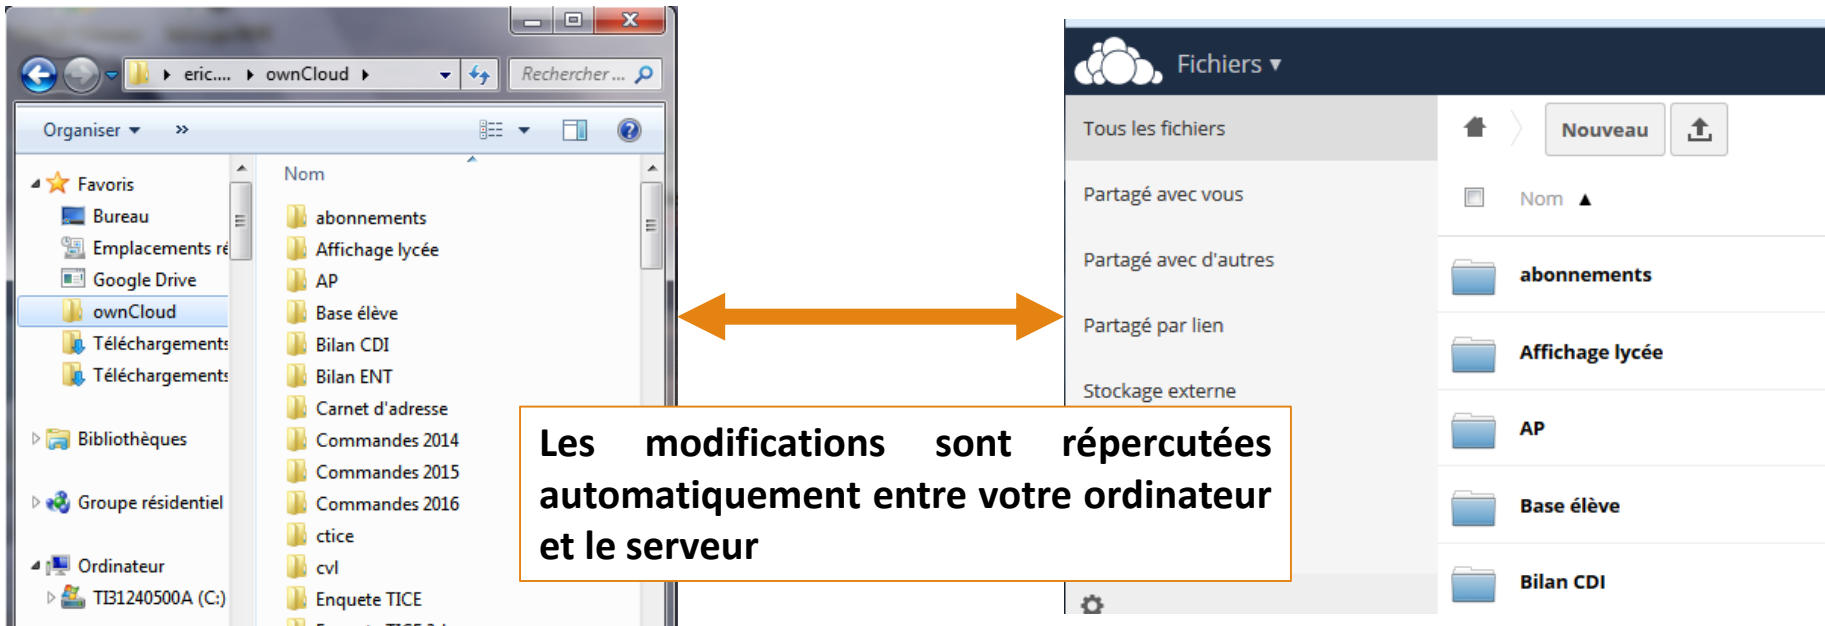 eric.... ownCloud
Rechercher ...
Organiser »
Favoris
Bureau
Emplacements ré
Google Drive
ownCloud
Téléchargements
Téléchargements
Bibliothèques
Groupe résidentiel
Ordinateur
TI31240500A (C:)
Nom
abonnements
Affichage lycée
AP
Base élève
Bilan CDI
Bilan ENT
Carnet d'adresse
Commandes 2014
Commandes 2015
Commandes 2016
ctice
cvl
Enquete TICE
Les modifications sont répercutées
automatiquement entre votre ordinateur
et le serveur
Fichiers ▾
Tous les fichiers
Partagé avec vous
Partagé avec d'autres
Partagé par lien
Stockage externe
Nouveau
Nom ▲
abonnements
Affichage lycée
AP
Base élève
Bilan CDI